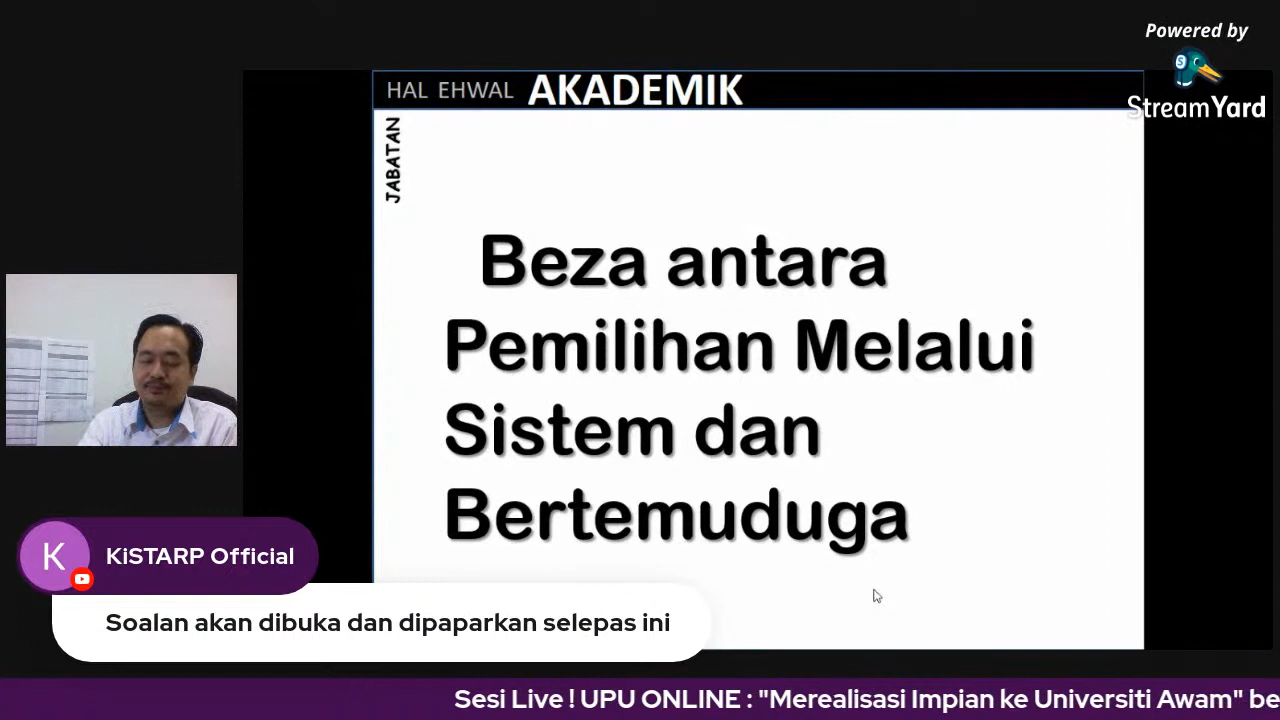 Powered by
StreamYard
HAL EHWAL AKADEMIK
JABATAN
Beza antara
Pemilihan Melalui
Sistem dan
Bertemuduga
K
KiSTARP Official
Soalan akan dibuka dan dipaparkan selepas ini
Sesi Live ! UPU ONLINE : "Merealisasi Impian ke Universiti Awam" be